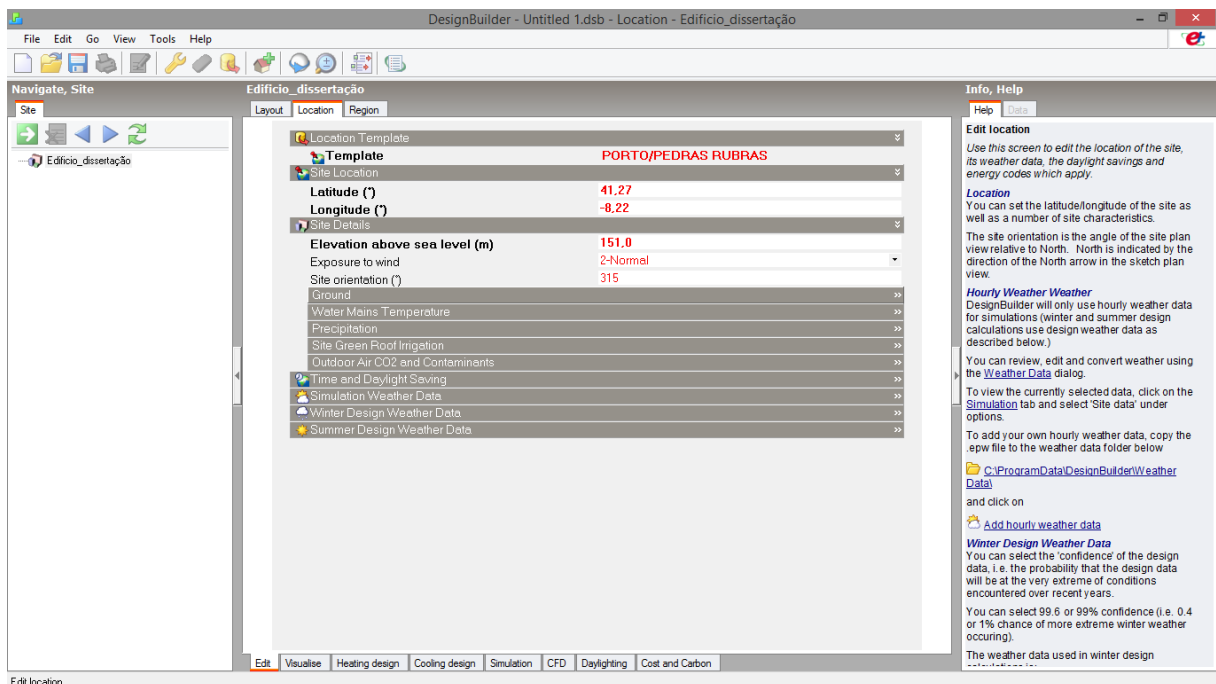 DesignBuilder - Untitled 1.dsb - Location - Edificio_dissertação
File Edit Go View Tools Help
Navigate, Site
Site
Edificio_dissertação
Edificio_dissertação
Layout Location Region
Location Template
Template PORTO/PEDRAS RUBRAS
Site Location
Latitude (°) 41,27
Longitude (°) -8,22
Site Details
Elevation above sea level (m) 151,0
Exposure to wind 2-Normal
Site orientation (°) 315
Ground
Water Mains Temperature
Precipitation
Site Green Roof Irrigation
Outdoor Air CO2 and Contaminants
Time and Daylight Saving
Simulation Weather Data
Winter Design Weather Data
Summer Design Weather Data
Edit Visualise Heating design Cooling design Simulation CFD Daylighting Cost and Carbon
Info, Help
Help Data
Edit location
Use this screen to edit the location of the site,
its weather data, the daylight savings and
energy codes which apply.
Location
You can set the latitude/longitude of the site as
well as a number of site characteristics.
The site orientation is the angle of the site plan
view relative to North. North is indicated by the
direction of the North arrow in the sketch plan
view.
Hourly Weather Weather
DesignBuilder will only use hourly weather data
for simulations (winter and summer design
calculations use design weather data as
described below.)
You can review, edit and convert weather using
the Weather Data dialog.
To view the currently selected data, click on the
Simulation tab and select 'Site data' under
options.
To add your own hourly weather data, copy the
.epw file to the weather data folder below
C:\ProgramData\DesignBuilder\Weather
Data\
and click on
Add hourly weather data
Winter Design Weather Data
You can select the 'confidence' of the design
data, i.e. the probability that the design data
will be at the very extreme of conditions
encountered over recent years.
You can select 99.6 or 99% confidence (i.e. 0.4
or 1% chance of more extreme winter weather
occuring).
The weather data used in winter design
Edit location